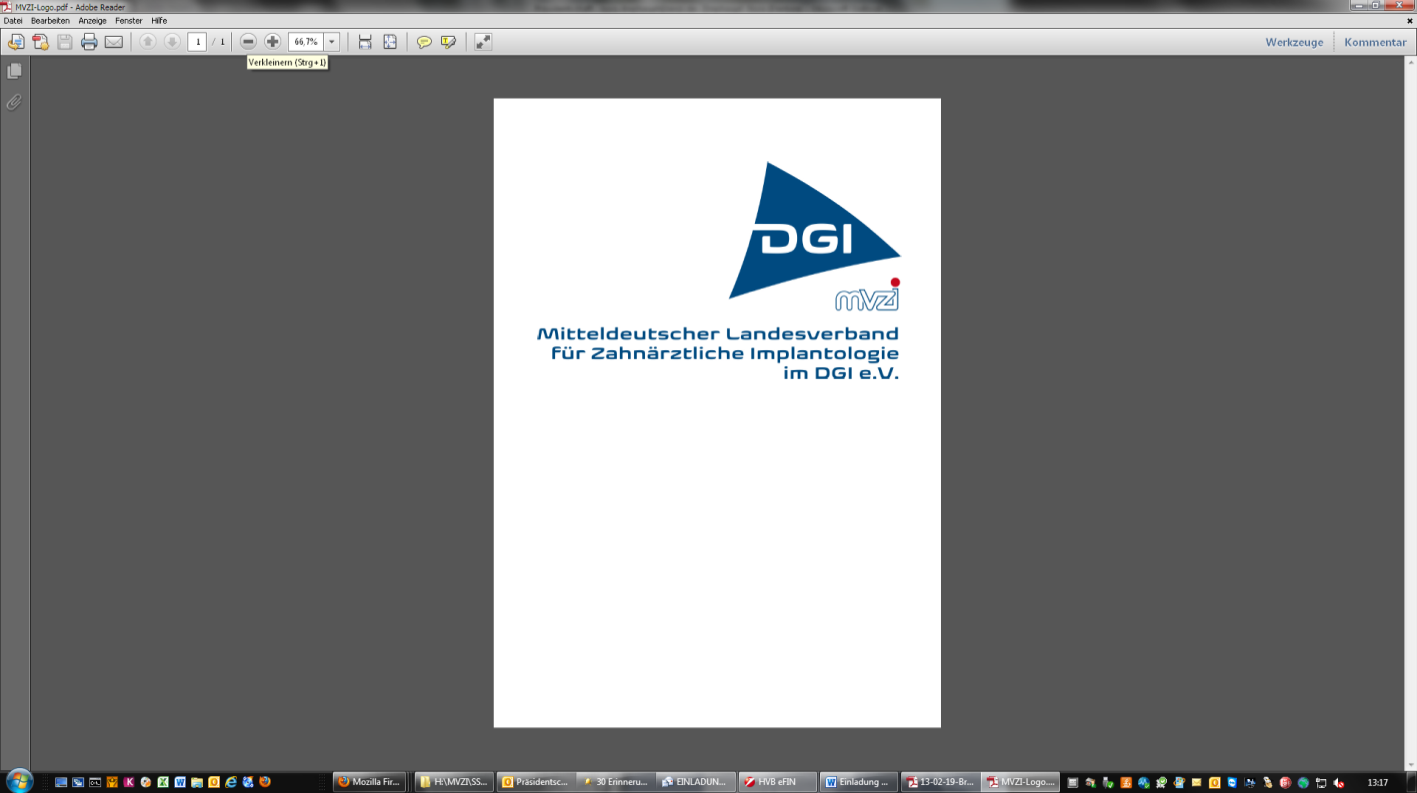 MVZI-Logo.pdf - Adobe Reader
Datei Bearbeiten Anzeige Fenster Hilfe
1 / 1 66,7% Werkzeuge Kommentar
Verkleinern (Strg+1)
DGI
mvzi
Mitteldeutscher Landesverband
für Zahnärztliche Implantologie
im DGI e.V.
Mozilla Fir... H:\MVZI\SS... Präsidentsc... 30 Erinneru... EINLADUN... HVB eFIN Einladung ... 13-02-19-Br... MVZI-Logo.... 13:17